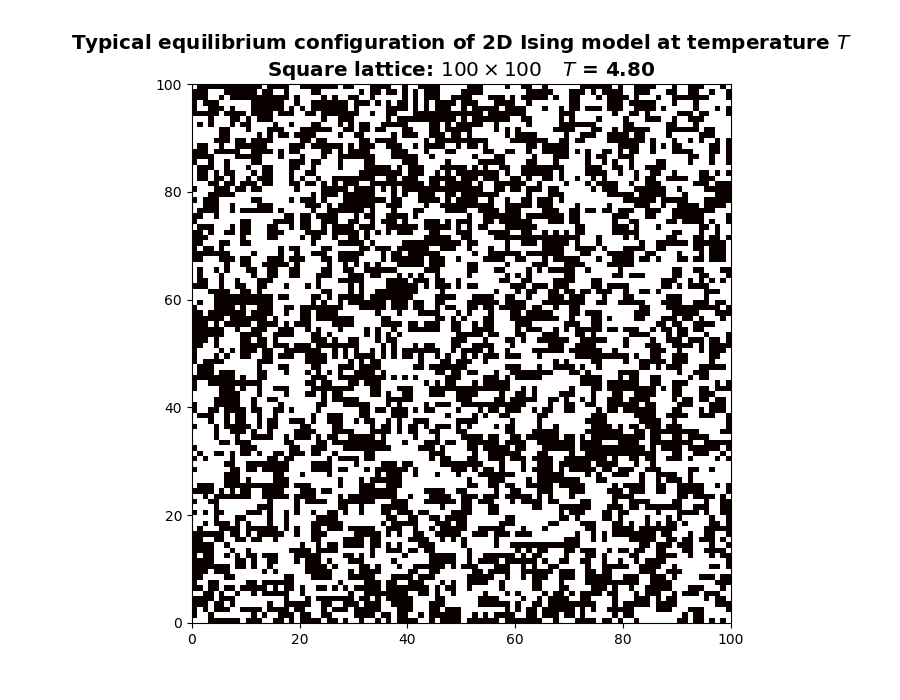 Typical equilibrium configuration of 2D Ising model at temperature T
Square lattice: 100 × 100 T = 4.80
100
80
60
40
20
0
0 20 40 60 80 100